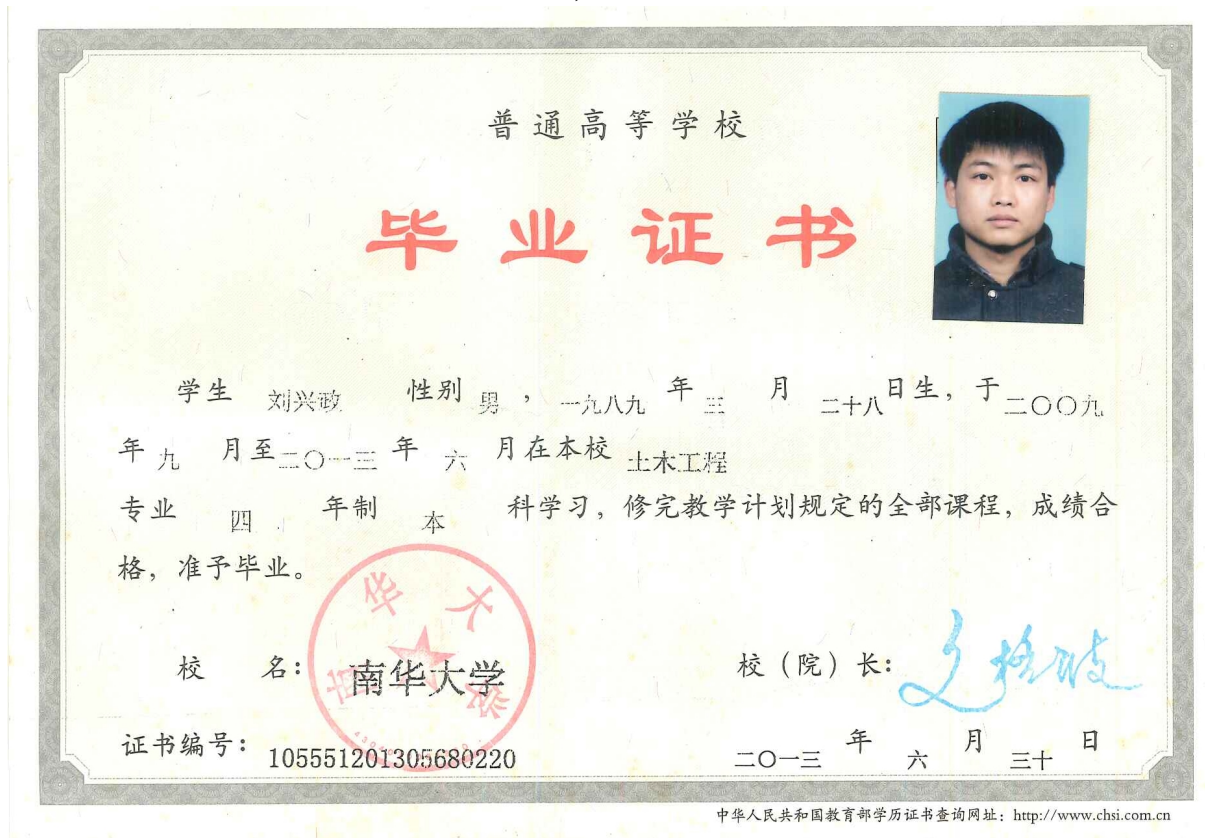 普通高等学校
毕业证书
学生 刘兴政 性别 男 ， 一九八九 年 三 月 二十八 日生，于 二〇〇九
年 九 月至 二〇一三 年 六 月在本校 土木工程
专业 四 年制 本 科学习，修完教学计划规定的全部课程，成绩合
格，准予毕业。
南华大学
校 名： 南华大学 校（院）长：
证书编号： 105551201305680220 二〇一三 年 六 月 三十 日
中华人民共和国教育部学历证书查询网址：http://www.chsi.com.cn